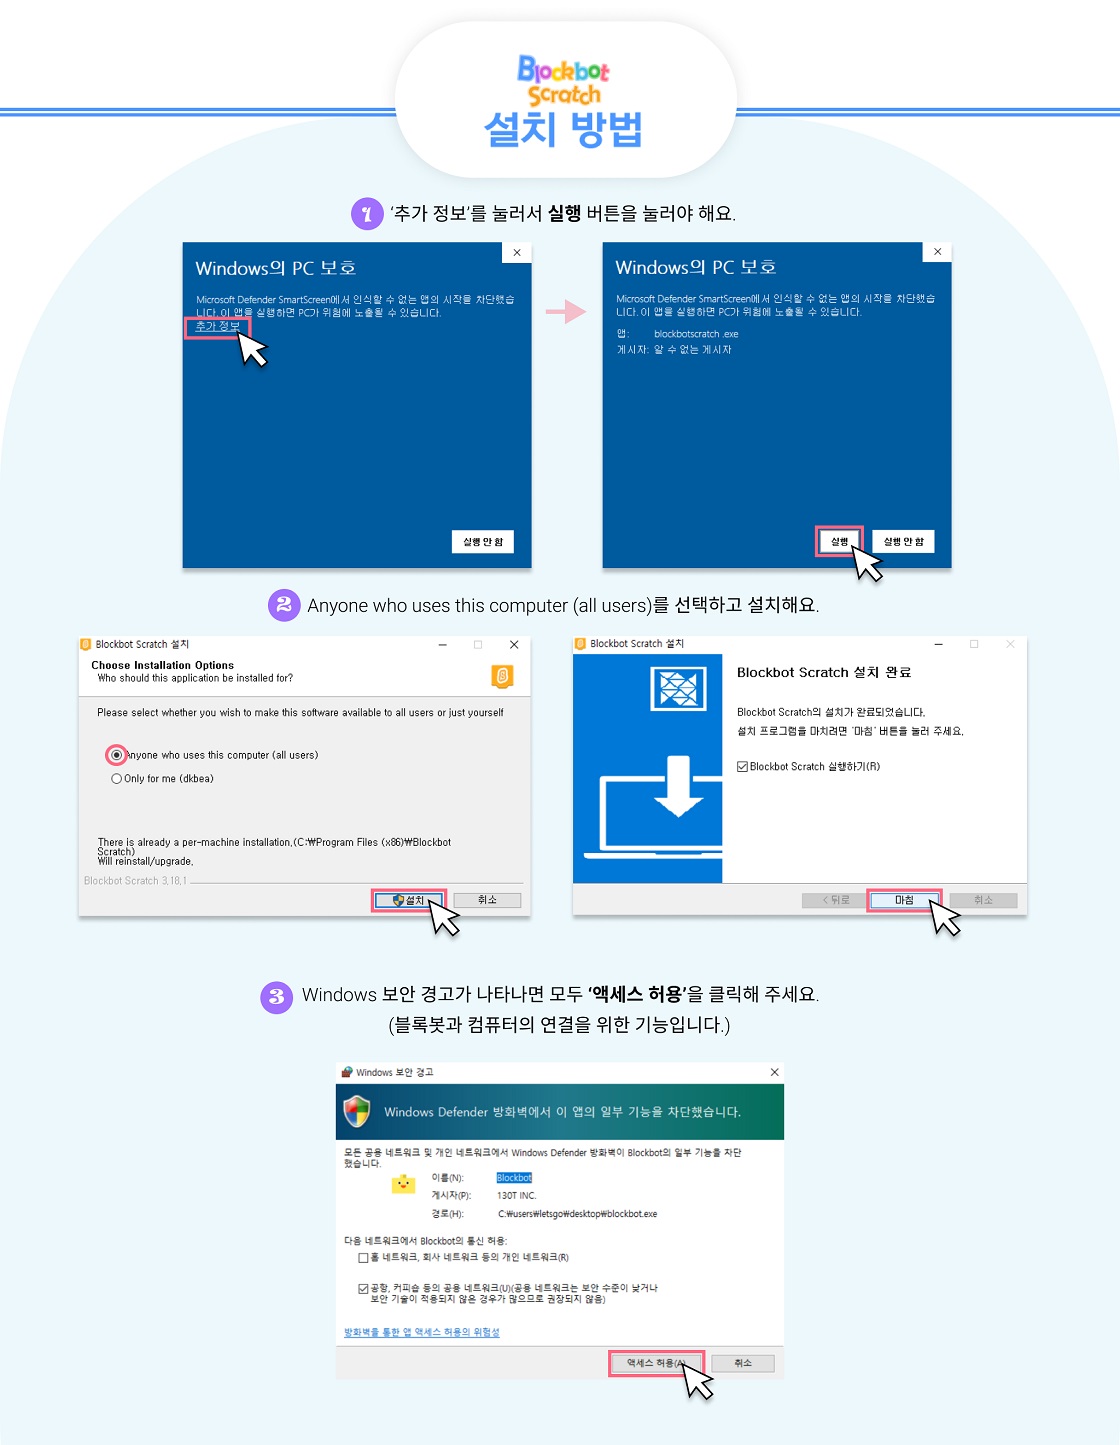 Blockbot
Scratch
설치 방법
1 '추가 정보'를 눌러서 실행 버튼을 눌러야 해요.
Windows의 PC 보호
Microsoft Defender SmartScreen에서 인식할 수 없는 앱의 시작을 차단했습
니다. 이 앱을 실행하면 PC가 위험에 노출될 수 있습니다.
추가 정보
실행 안 함
Windows의 PC 보호
Microsoft Defender SmartScreen에서 인식할 수 없는 앱의 시작을 차단했습
니다. 이 앱을 실행하면 PC가 위험에 노출될 수 있습니다.
앱: blockbotscratch .exe
게시자: 알 수 없는 게시자
실행 실행 안 함
2 Anyone who uses this computer (all users)를 선택하고 설치해요.
Blockbot Scratch 설치
Choose Installation Options
Who should this application be installed for?
Please select whether you wish to make this software available to all users or just yourself
Anyone who uses this computer (all users)
Only for me (dkbea)
There is already a per-machine installation.(C:₩Program Files (x86)₩Blockbot
Scratch)
Will reinstall/upgrade.
Blockbot Scratch 3.18.1
설치 취소
Blockbot Scratch 설치
Blockbot Scratch 설치 완료
Blockbot Scratch의 설치가 완료되었습니다.
설치 프로그램을 마치려면 '마침' 버튼을 눌러 주세요.
Blockbot Scratch 실행하기(R)
< 뒤로 마침 취소
3 Windows 보안 경고가 나타나면 모두 '액세스 허용'을 클릭해 주세요.
(블록봇과 컴퓨터의 연결을 위한 기능입니다.)
Windows 보안 경고
Windows Defender 방화벽에서 이 앱의 일부 기능을 차단했습니다.
모든 공용 네트워크 및 개인 네트워크에서 Windows Defender 방화벽이 Blockbot의 일부 기능을 차단
했습니다.
이름(N): Blockbot
게시자(P): 130T INC.
경로(H): C:₩users₩letsgo₩desktop₩blockbot.exe
다음 네트워크에서 Blockbot의 통신 허용:
홈 네트워크, 회사 네트워크 등의 개인 네트워크(R)
공항, 커피숍 등의 공용 네트워크(U)(공용 네트워크는 보안 수준이 낮거나
보안 기술이 적용되지 않은 경우가 많으므로 권장되지 않음)
방화벽을 통한 앱 액세스 허용의 위험성
액세스 허용(A) 취소